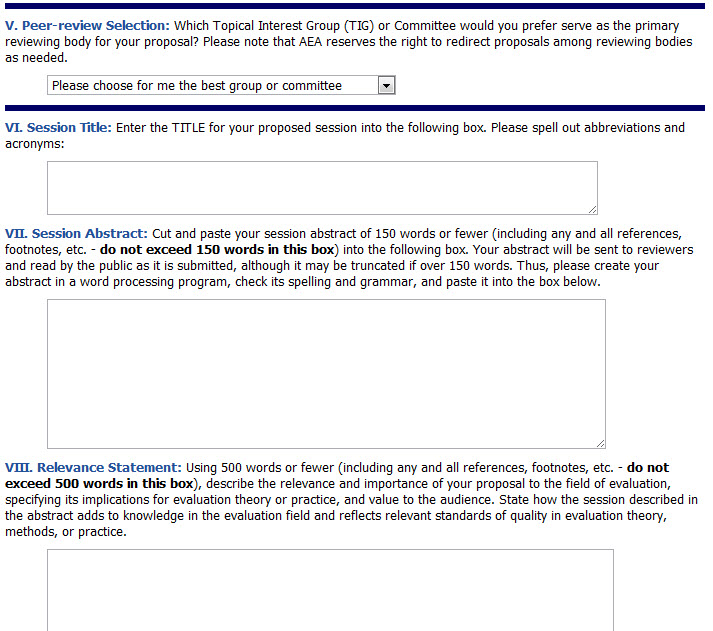 V. Peer-review Selection: Which Topical Interest Group (TIG) or Committee would you prefer serve as the primary
reviewing body for your proposal? Please note that AEA reserves the right to redirect proposals among reviewing bodies
as needed.
Please choose for me the best group or committee
VI. Session Title: Enter the TITLE for your proposed session into the following box. Please spell out abbreviations and
acronyms:
VII. Session Abstract: Cut and paste your session abstract of 150 words or fewer (including any and all references,
footnotes, etc. - do not exceed 150 words in this box) into the following box. Your abstract will be sent to reviewers
and read by the public as it is submitted, although it may be truncated if over 150 words. Thus, please create your
abstract in a word processing program, check its spelling and grammar, and paste it into the box below.
VIII. Relevance Statement: Using 500 words or fewer (including any and all references, footnotes, etc. - do not
exceed 500 words in this box), describe the relevance and importance of your proposal to the field of evaluation,
specifying its implications for evaluation theory or practice, and value to the audience. State how the session described in
the abstract adds to knowledge in the evaluation field and reflects relevant standards of quality in evaluation theory,
methods, or practice.